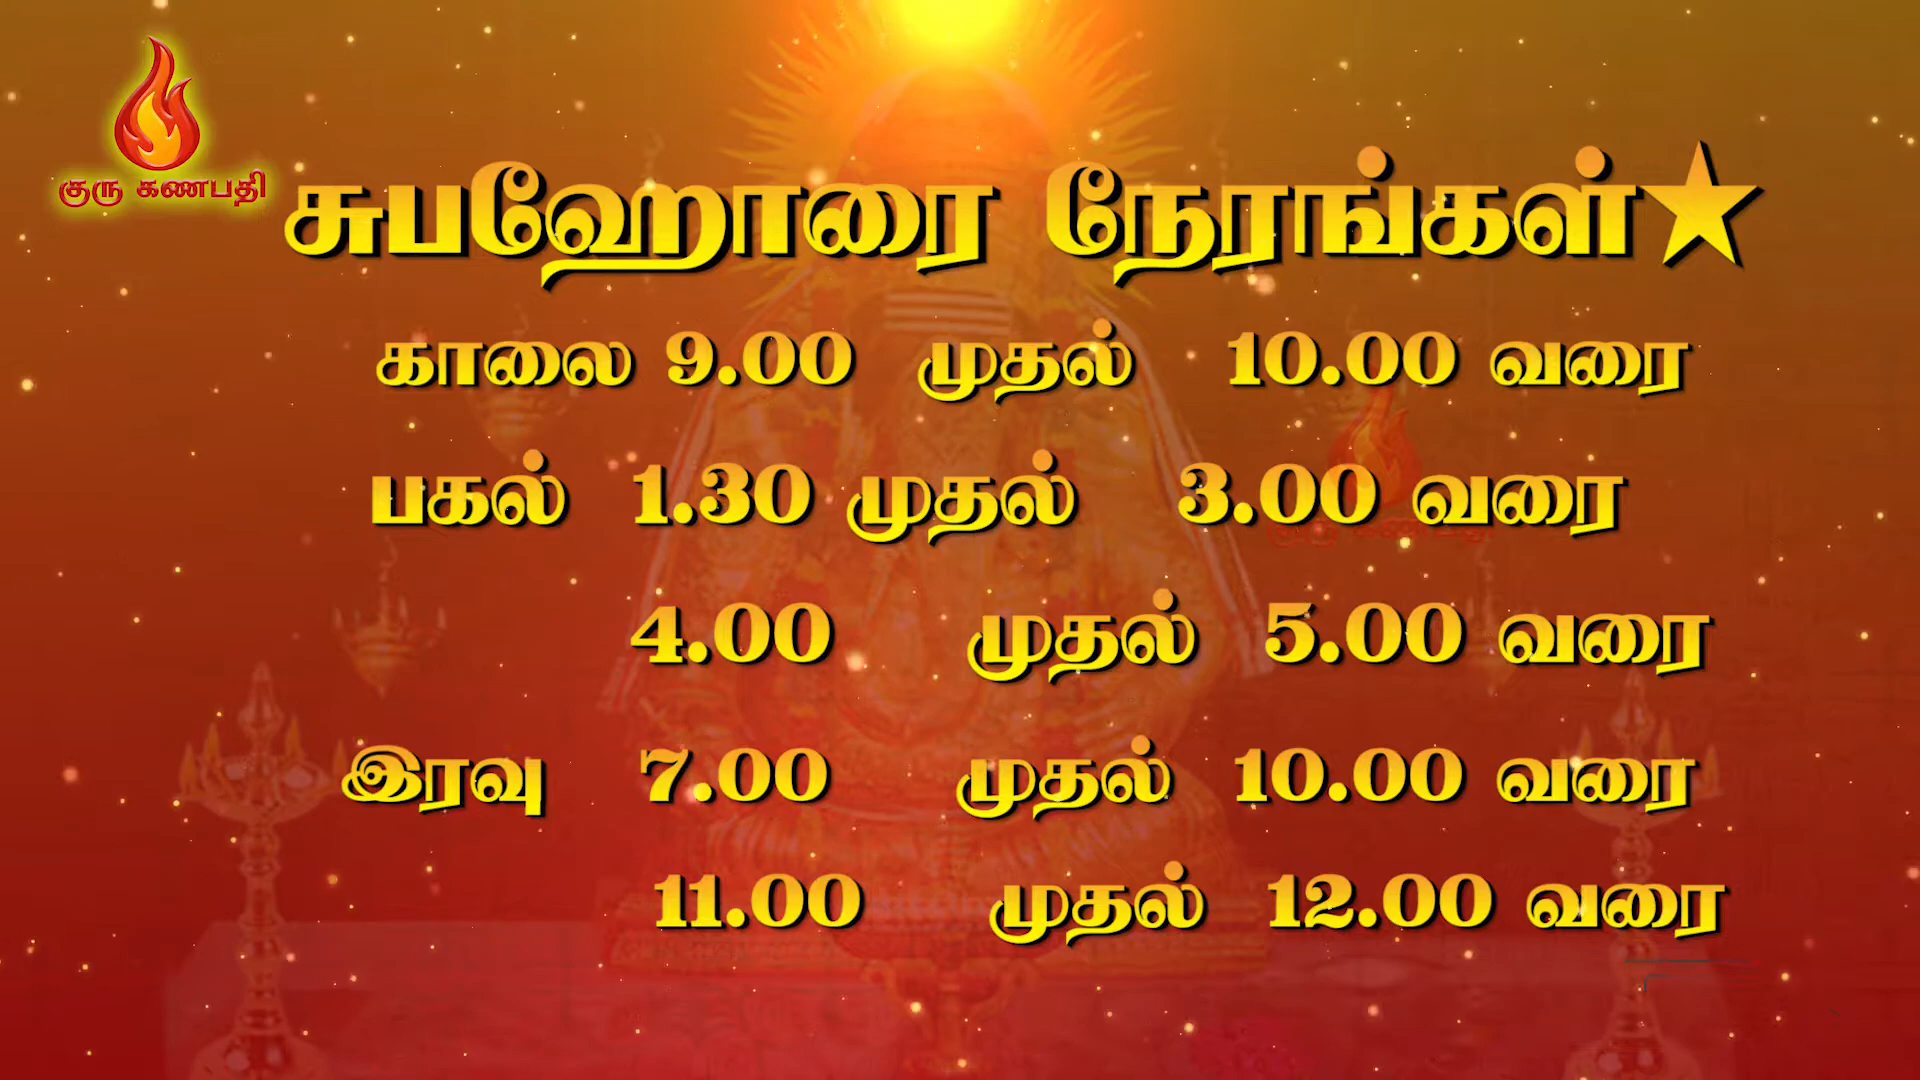 குரு கணபதி
சுபஹோரை நேரங்கள்★
காலை 9.00 முதல் 10.00 வரை
பகல் 1.30 முதல் 3.00 வரை
4.00 முதல் 5.00 வரை
இரவு 7.00 முதல் 10.00 வரை
11.00 முதல் 12.00 வரை